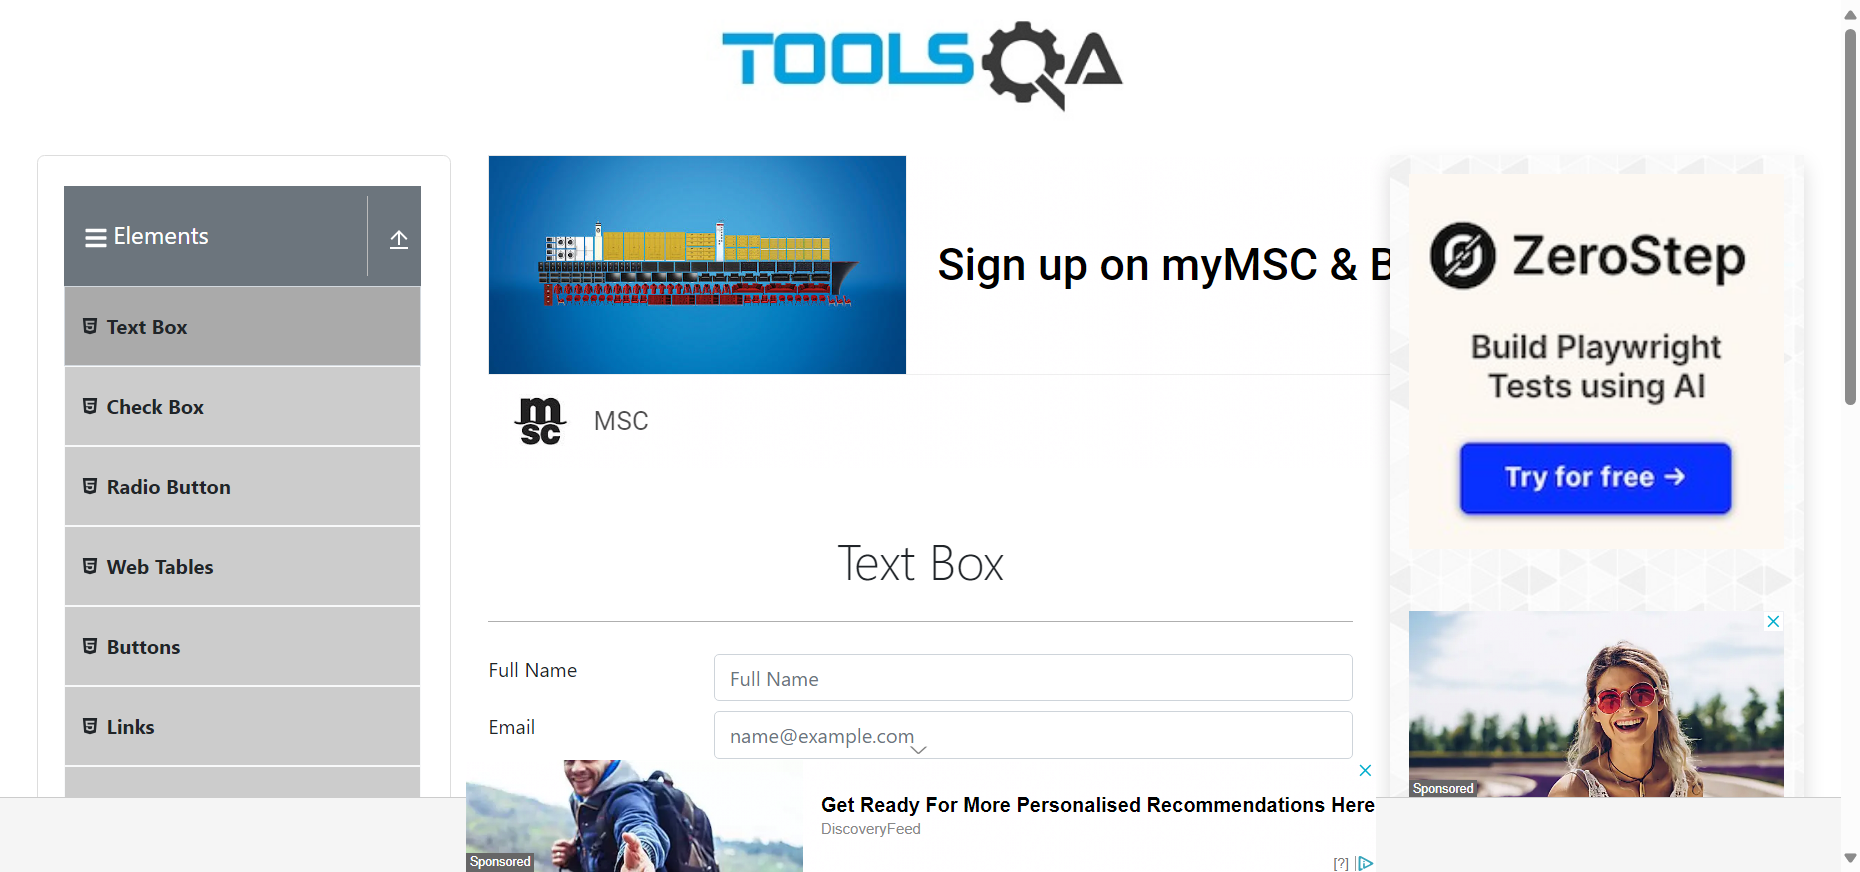 TOOLSQA
Elements
Text Box
Check Box
Radio Button
Web Tables
Buttons
Links
Sign up on myMSC & B
msc
MSC
Text Box
Full Name
Full Name
Email
name@example.com
ZeroStep
Build Playwright
Tests using AI
Try for free →
Sponsored
Sponsored
Get Ready For More Personalised Recommendations Here
DiscoveryFeed
[?]